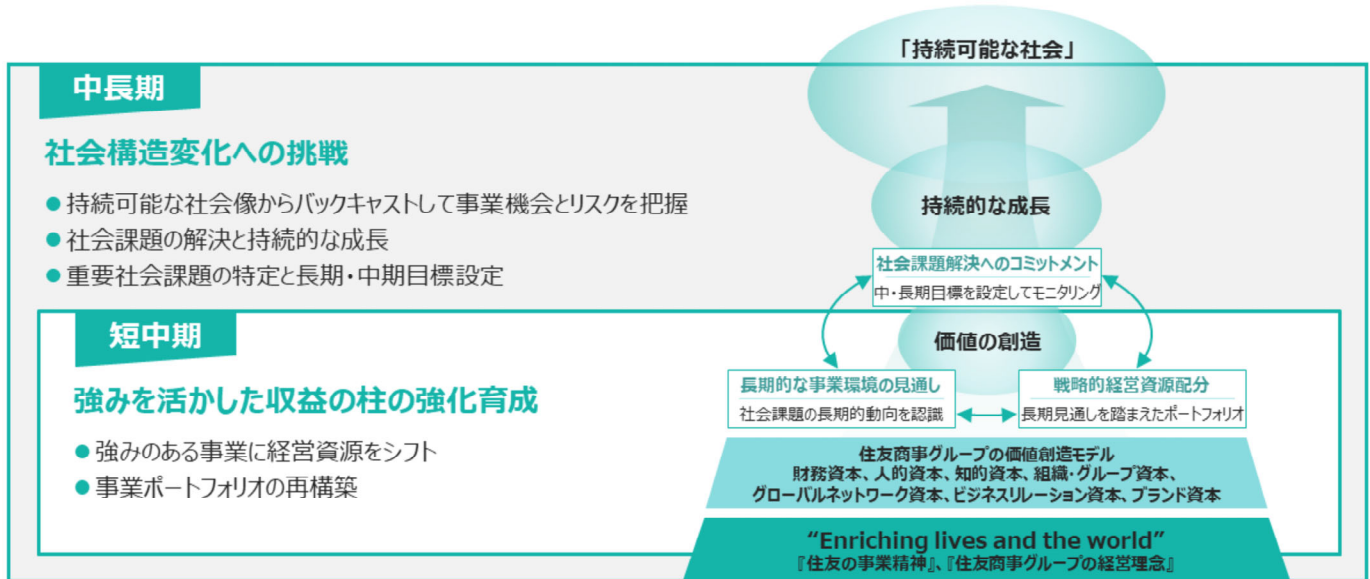 中長期
社会構造変化への挑戦
●持続可能な社会像からバックキャストして事業機会とリスクを把握
●社会課題の解決と持続的な成長
●重要社会課題の特定と長期・中期目標設定
短中期
強みを活かした収益の柱の強化育成
●強みのある事業に経営資源をシフト
●事業ポートフォリオの再構築
「持続可能な社会」
持続的な成長
社会課題解決へのコミットメント
中・長期目標を設定してモニタリング
価値の創造
長期的な事業環境の見通し
社会課題の長期的動向を認識
戦略的経営資源配分
長期見通しを踏まえたポートフォリオ
住友商事グループの価値創造モデル
財務資本、人的資本、知的資本、組織・グループ資本、
グローバルネットワーク資本、ビジネスリレーション資本、ブランド資本
“Enriching lives and the world”
『住友の事業精神』、『住友商事グループの経営理念』